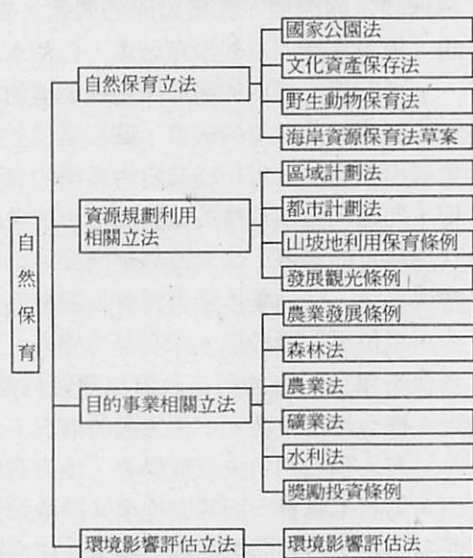 自然保育
自然保育立法
國家公園法
文化資產保存法
野生動物保育法
海岸資源保育法草案
資源規劃利用
相關立法
區域計劃法
都市計劃法
山坡地利用保育條例
發展觀光條例
目的事業相關立法
農業發展條例
森林法
農業法
礦業法
水利法
獎勵投資條例
環境影響評估立法
環境影響評估法